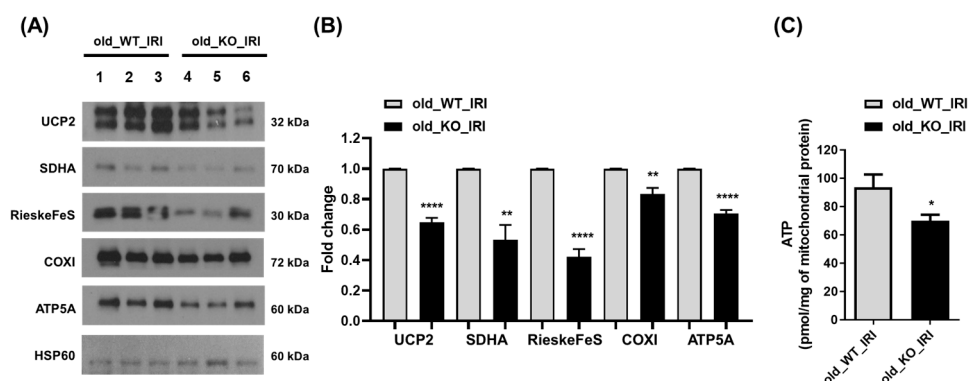 (A)
old_WT_IRI old_KO_IRI
1 2 3 4 5 6
UCP2 32 kDa
SDHA 70 kDa
RieskeFeS 30 kDa
COXI 72 kDa
ATP5A 60 kDa
HSP60 60 kDa
(B)
old_WT_IRI
old_KO_IRI
Fold change
1.2
1.0
0.8
0.6
0.4
0.2
0.0
**** ** **** ** ****
UCP2 SDHA RieskeFeS COXI ATP5A
(C)
old_WT_IRI
old_KO_IRI
ATP
(pmol/mg of mitochondrial protein)
120
100
80
60
40
20
0
*
old_WT_IRI
old_KO_IRI